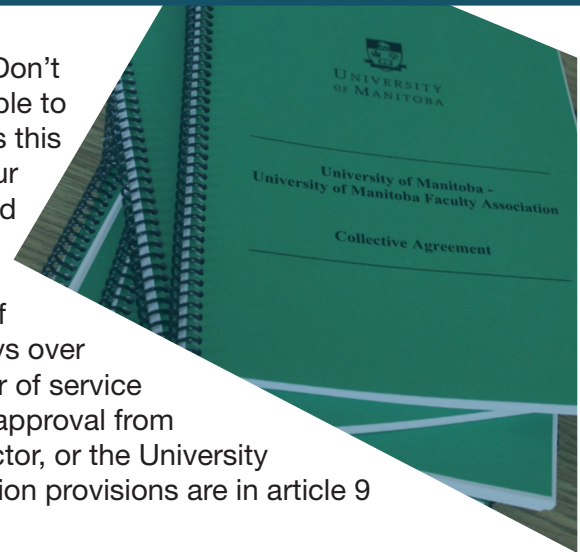 Don't
ble to
s this
ur
d
f
ys over
r of service
approval from
ctor, or the University
ion provisions are in article 9
UNIVERSITY
OF MANITOBA
University of Manitoba -
University of Manitoba Faculty Association
Collective Agreement